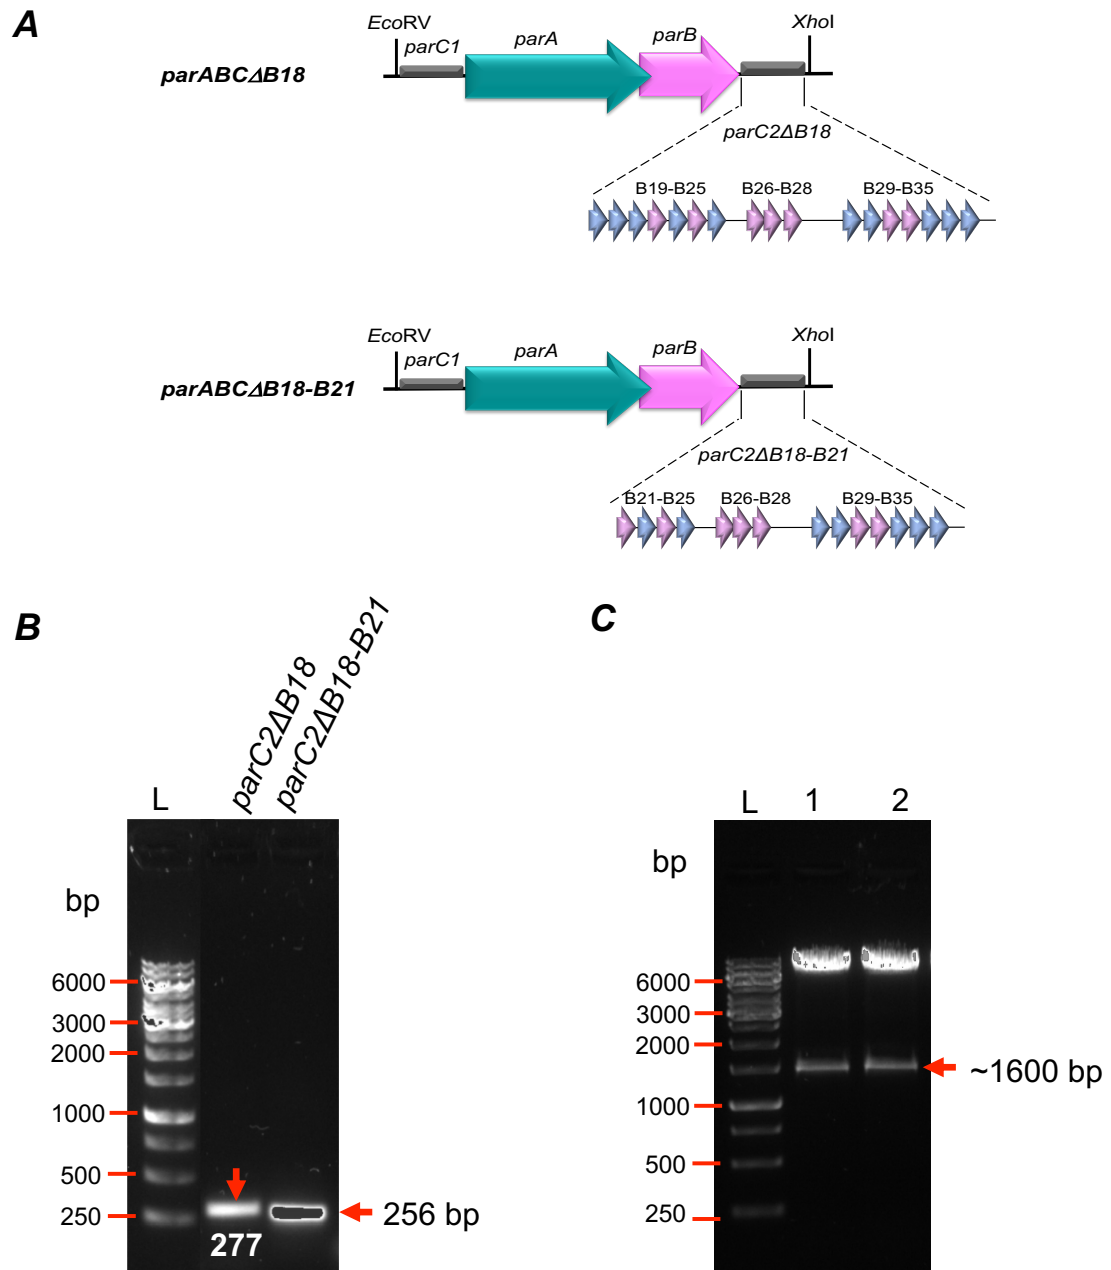 A
EcoRV
parC1
parA
parB
XhoI
parABCΔB18
parC2ΔB18
B19-B25
B26-B28
B29-B35
EcoRV
parC1
parA
parB
XhoI
parABCΔB18-B21
parC2ΔB18-B21
B21-B25
B26-B28
B29-B35
B
parC2ΔB18
parC2ΔB18-B21
L
bp
6000
3000
2000
1000
500
250
277
256 bp
C
L
1
2
bp
6000
3000
2000
1000
500
250
~1600 bp